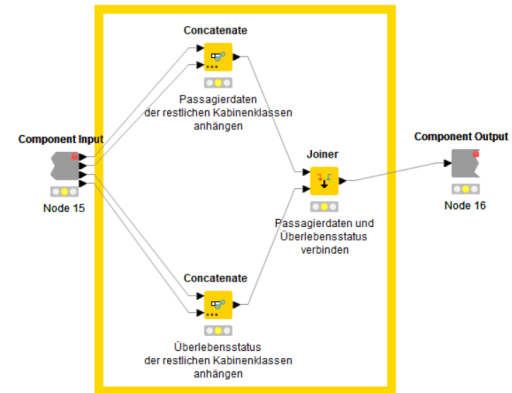 Concatenate
Passagierdaten
der restlichen Kabinenklassen
anhängen
Component Input
Node 15
Joiner
Passagierdaten und
Überlebensstatus
verbinden
Component Output
Node 16
Concatenate
Überlebensstatus
der restlichen Kabinenklassen
anhängen